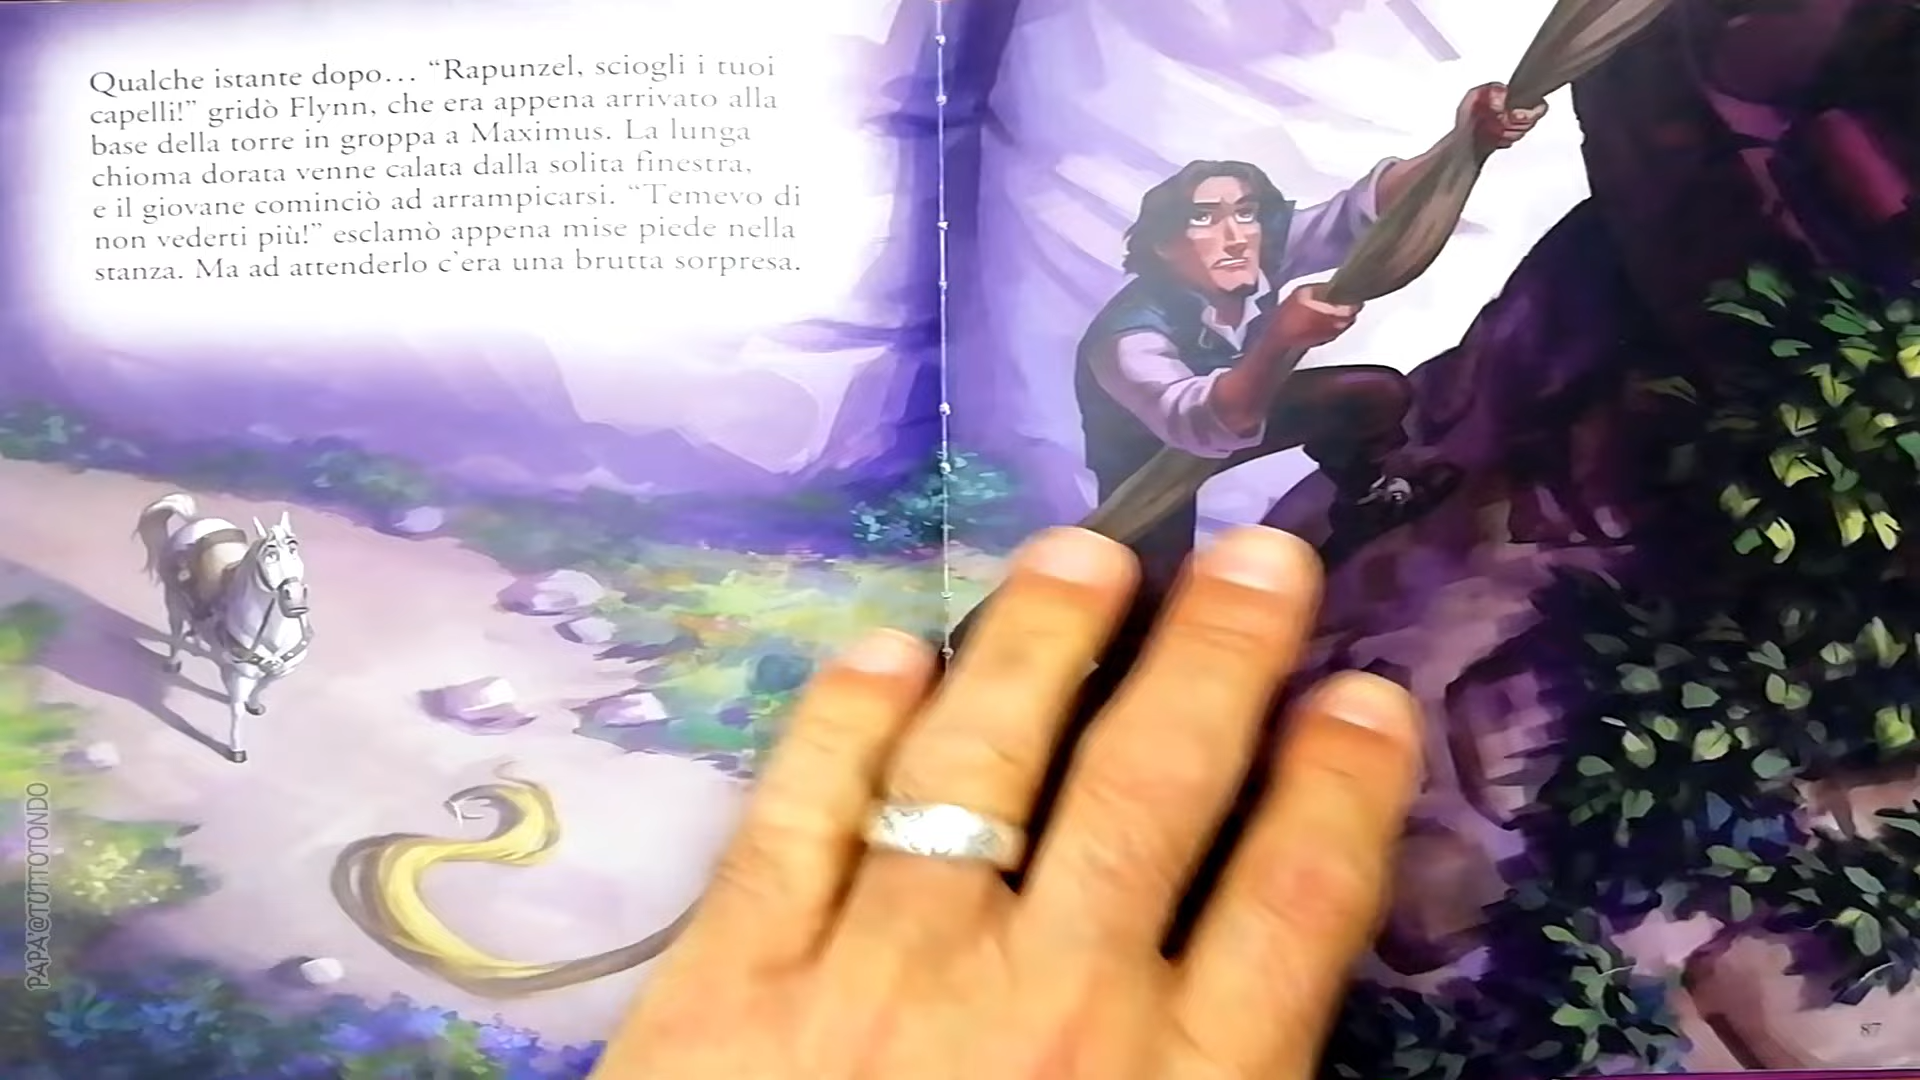 Qualche istante dopo... “Rapunzel, sciogli i tuoi
capelli!” gridò Flynn, che era appena arrivato alla
base della torre in groppa a Maximus. La lunga
chioma dorata venne calata dalla solita finestra,
e il giovane cominciò ad arrampicarsi. “Temevo di
non vederti più!” esclamò appena mise piede nella
stanza. Ma ad attenderlo c'era una brutta sorpresa.
PAPA'@TUTTOTONDO
87